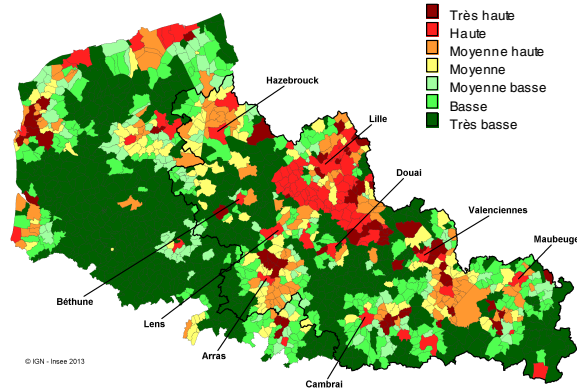 Très haute
Haute
Moyenne haute
Moyenne
Moyenne basse
Basse
Très basse
Hazebrouck
Lille
Douai
Valenciennes
Maubeuge
Béthune
Lens
Arras
Cambrai
© IGN - Insee 2013